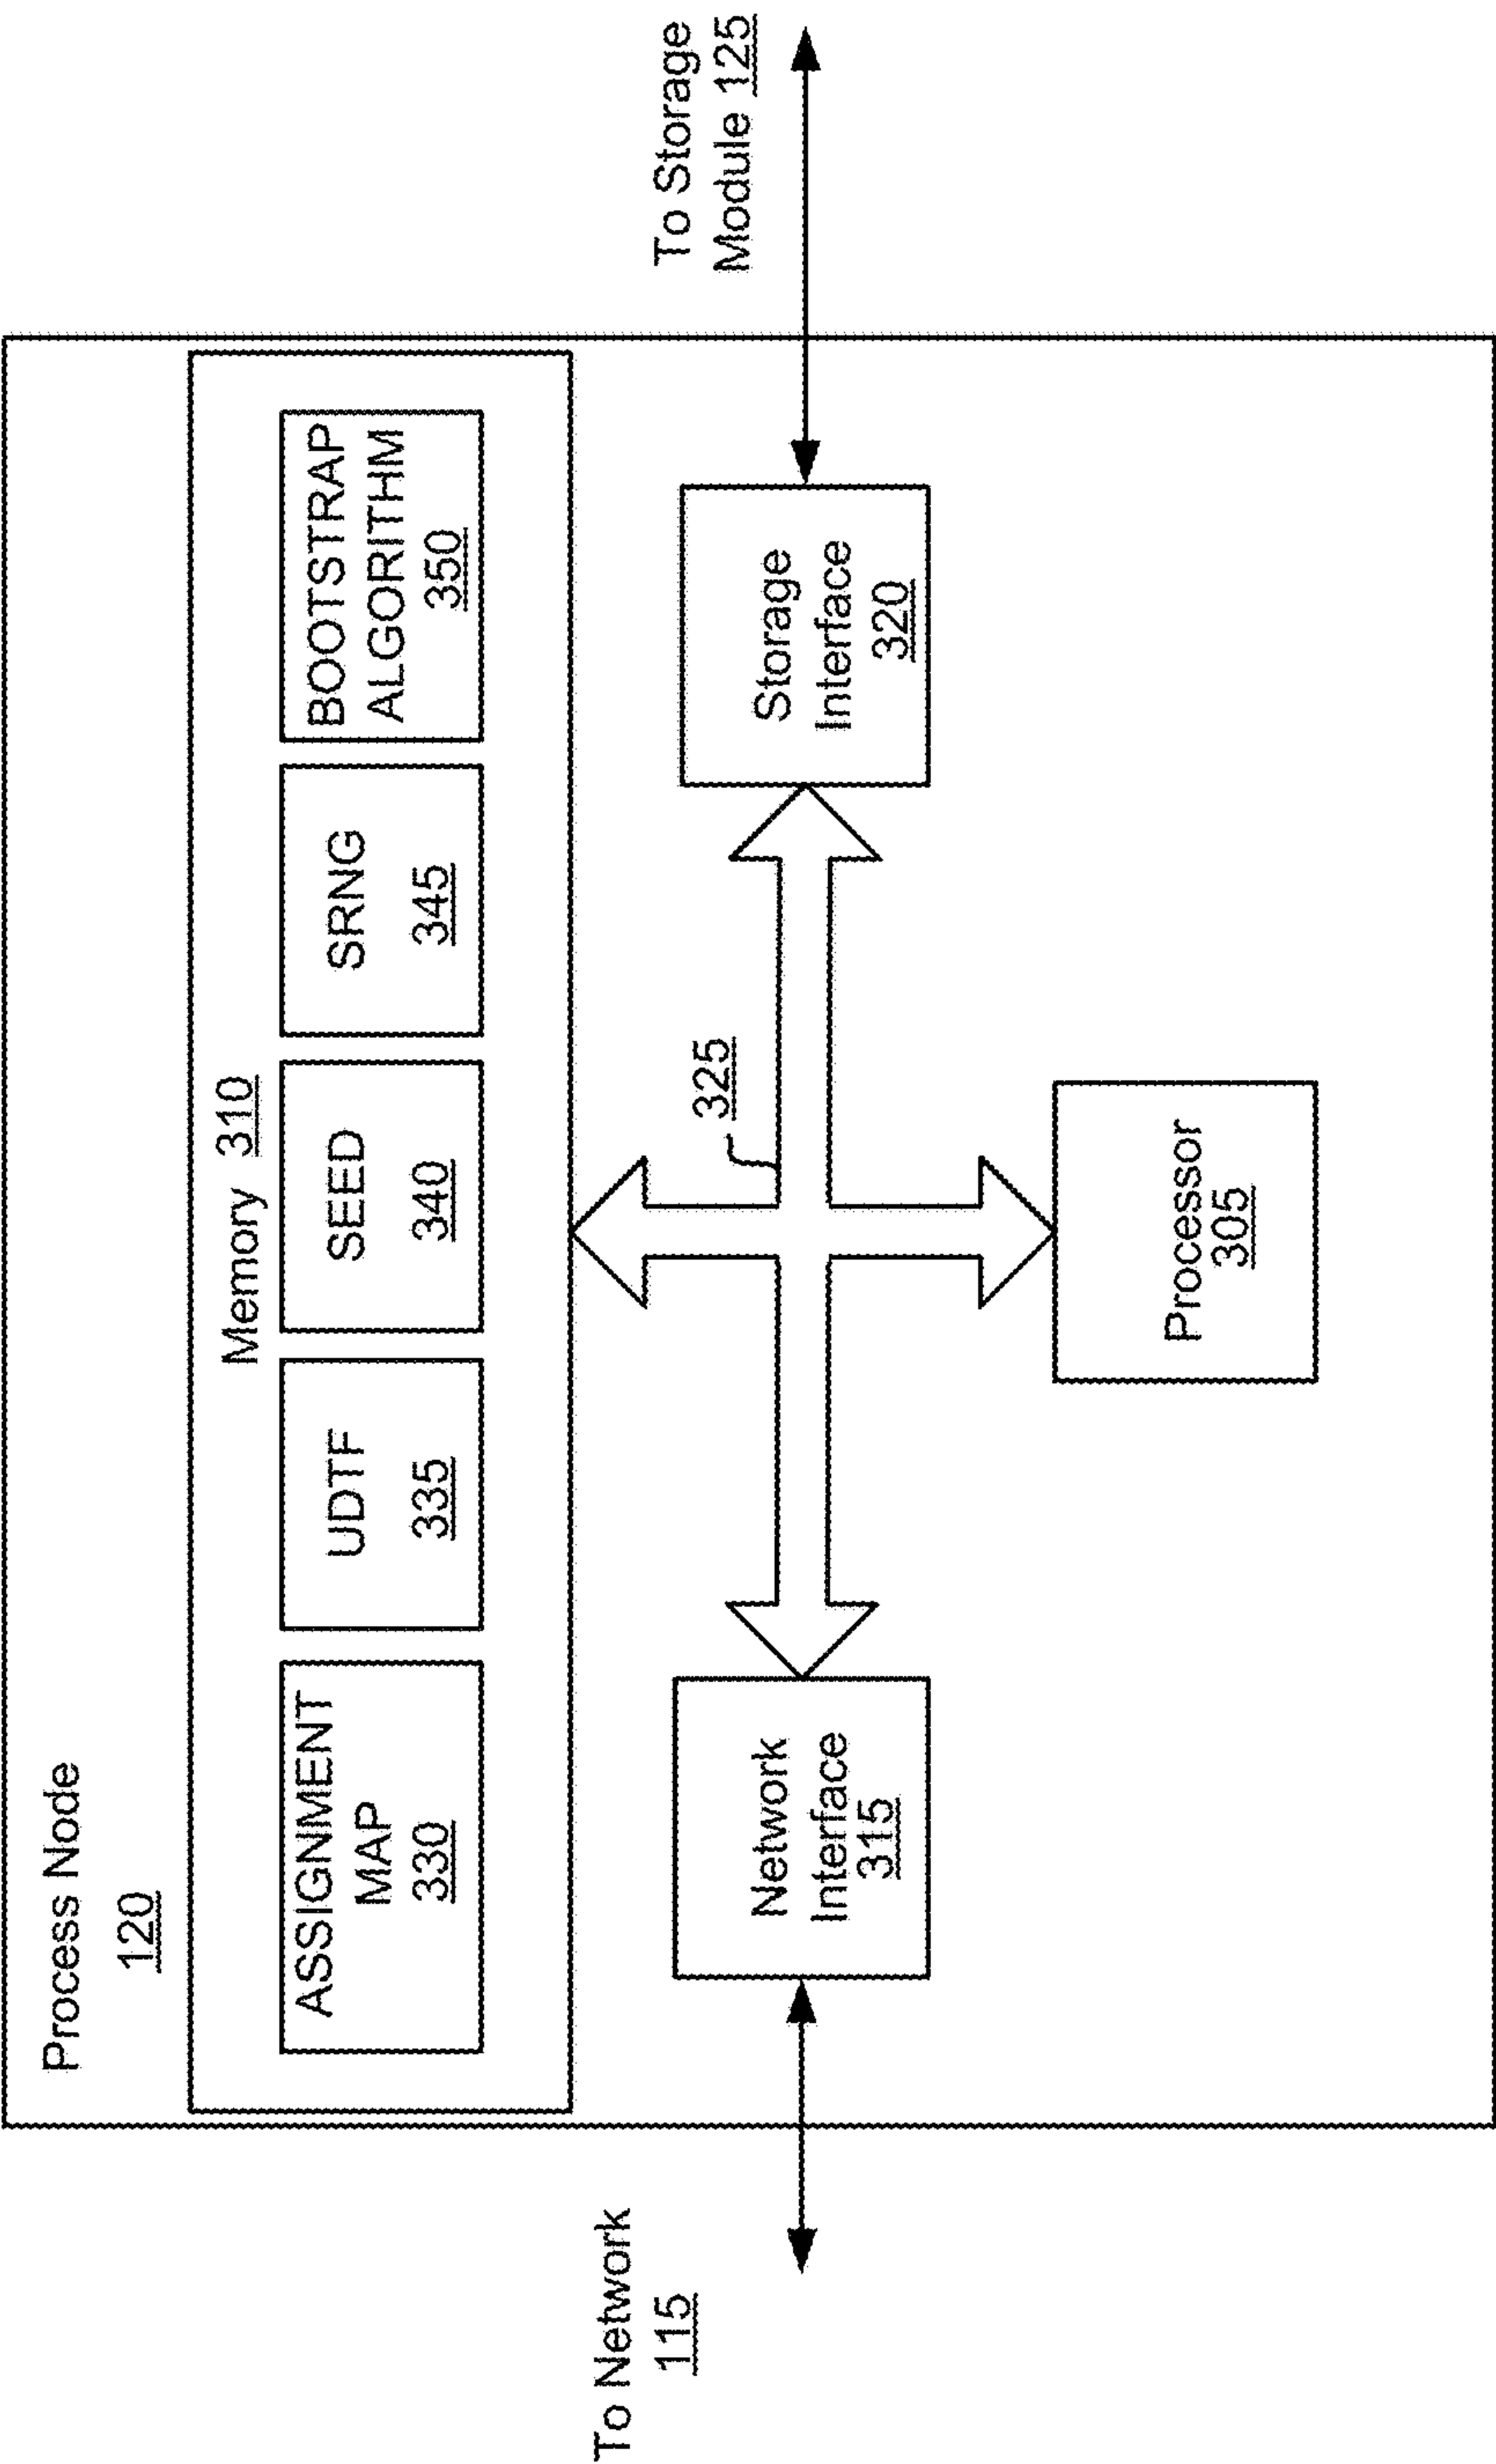 Process Node
120
Memory 310
ASSIGNMENT
MAP
330
UDTF
335
SEED
340
SRNG
345
BOOTSTRAP
ALGORITHM
350
To Network
115
Network
Interface
315
325
Storage
Interface
320
To Storage
Module 125
Processor
305